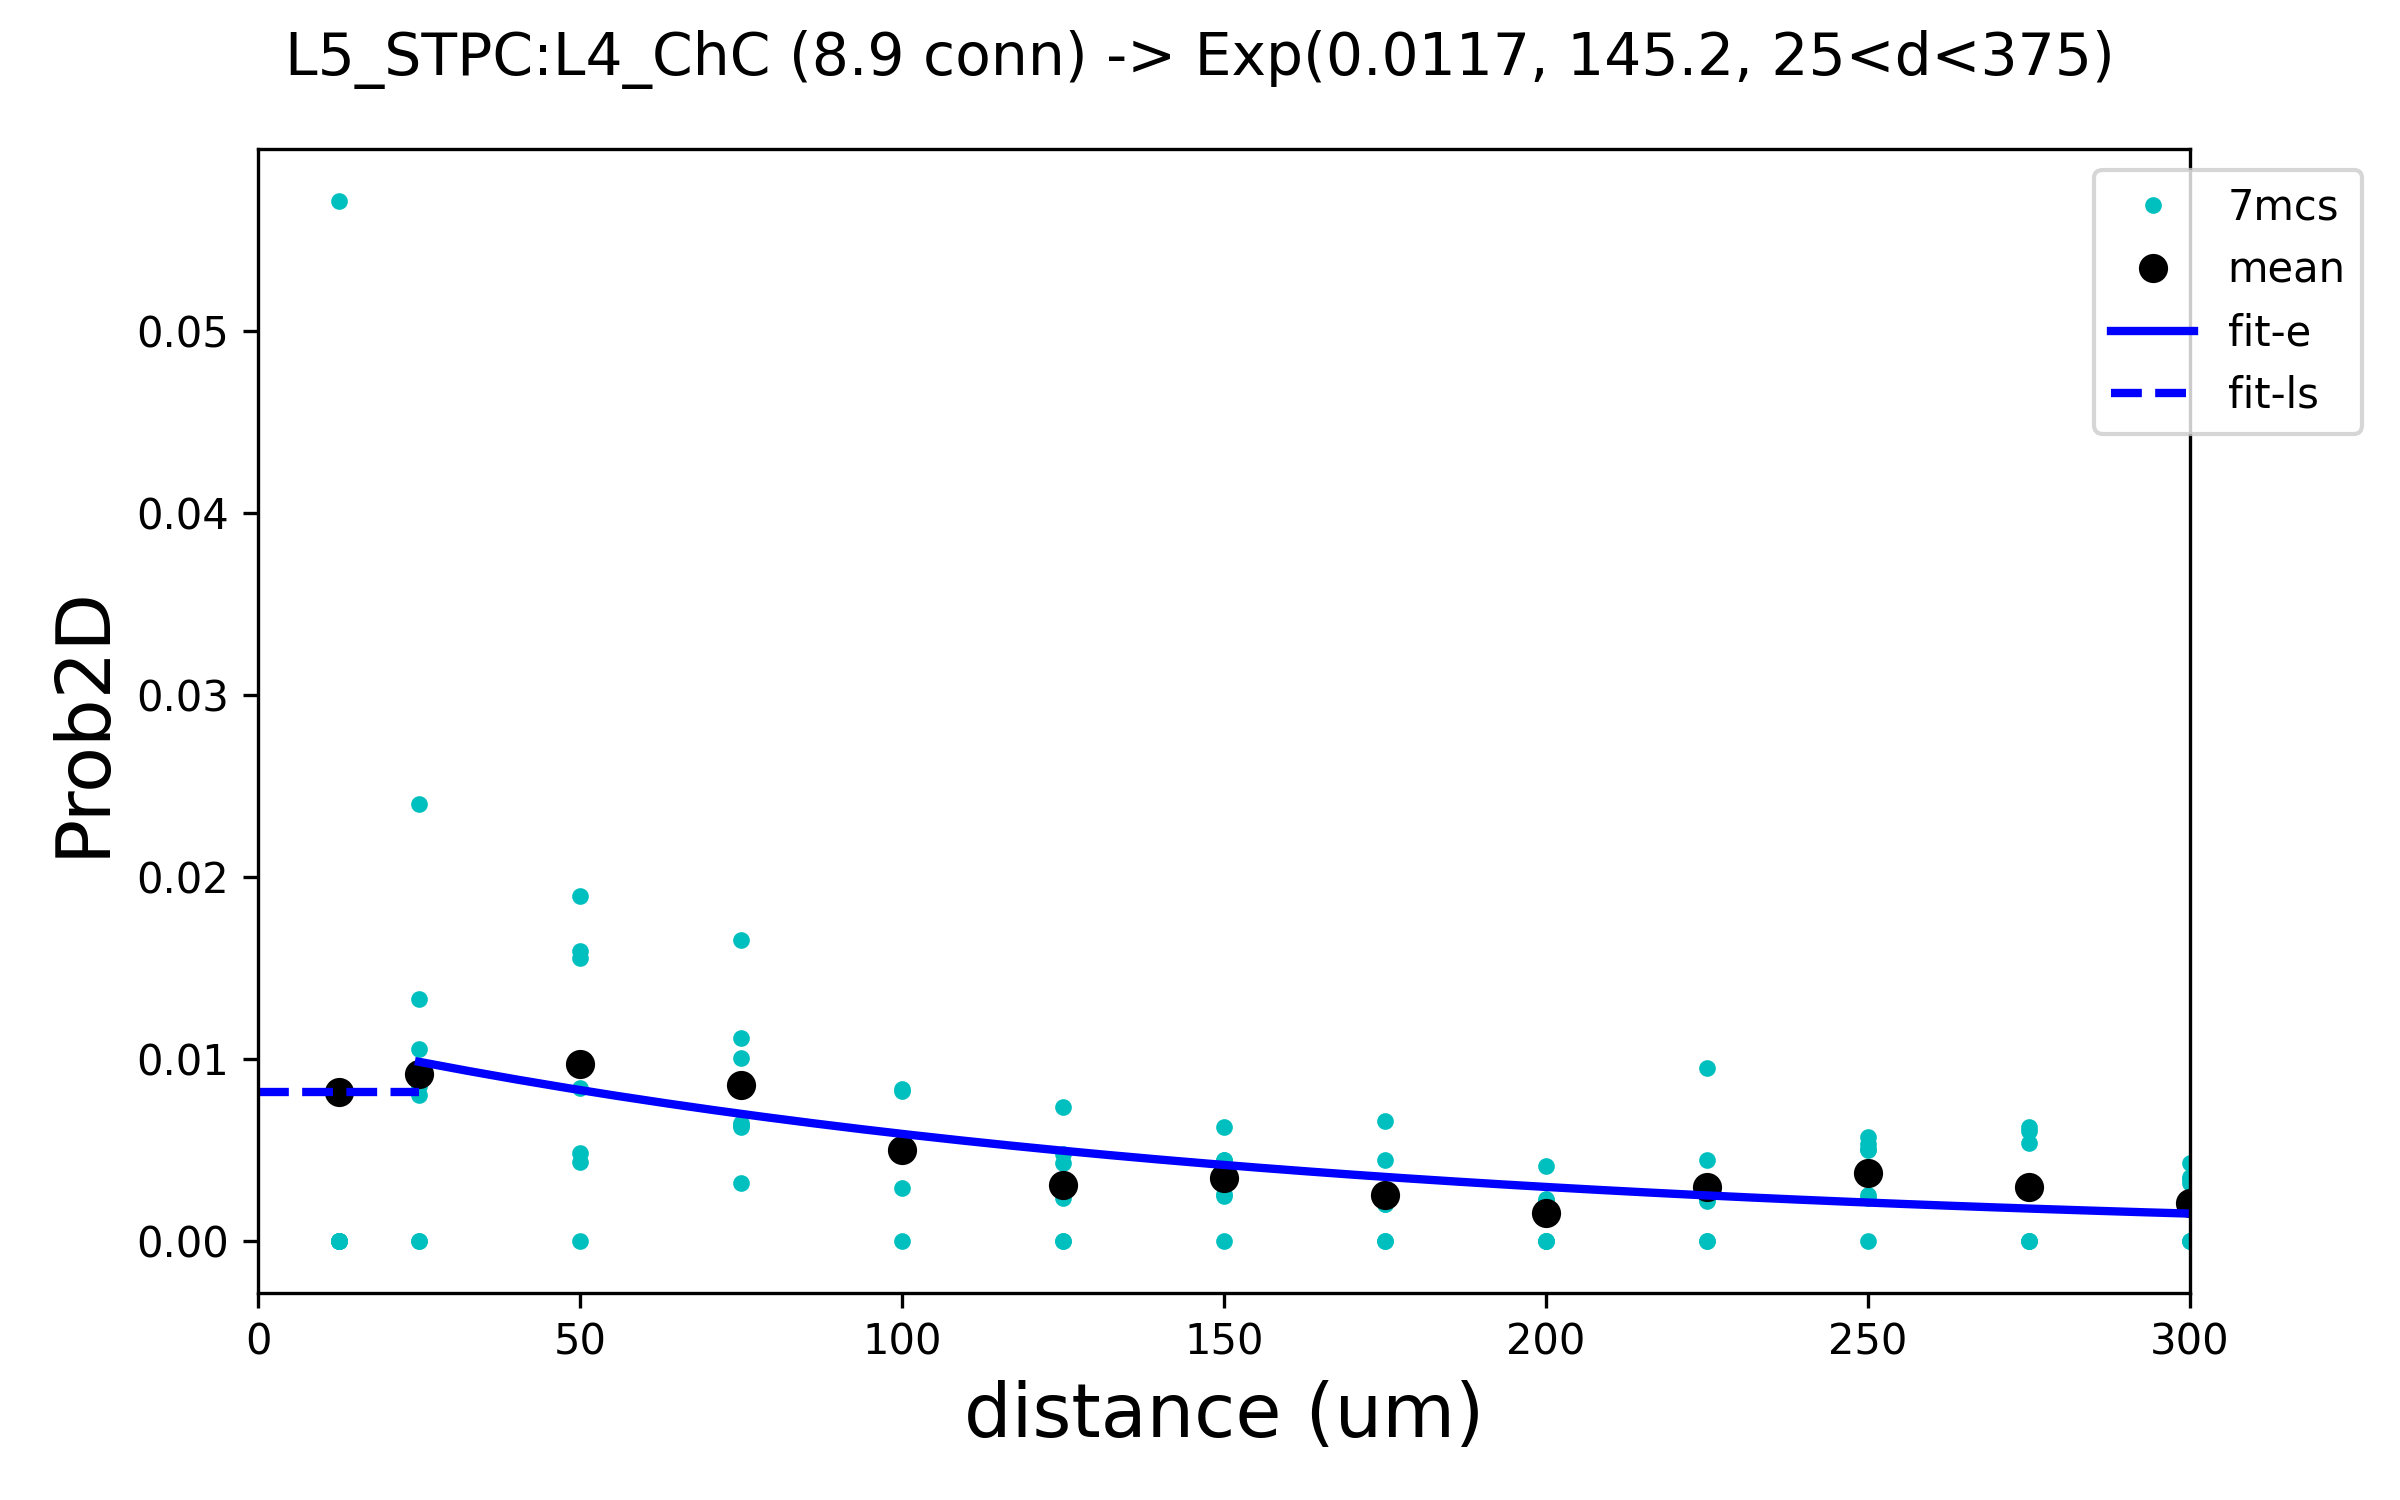 L5_STPC:L4_ChC (8.9 conn) -> Exp(0.0117, 145.2, 25<d<375)
7mcs
mean
fit-e
fit-ls
Prob2D
0.05
0.04
0.03
0.02
0.01
0.00
0 50 100 150 200 250 300
distance (um)